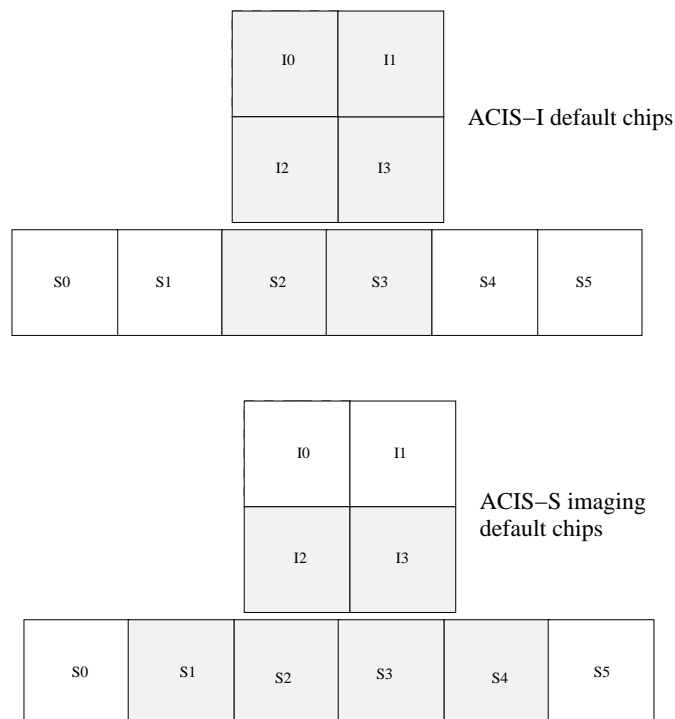 I0 I1
ACIS–I default chips
I2 I3
S0 S1 S2 S3 S4 S5
I0 I1
ACIS–S imaging
default chips
I2 I3
S0 S1 S2 S3 S4 S5